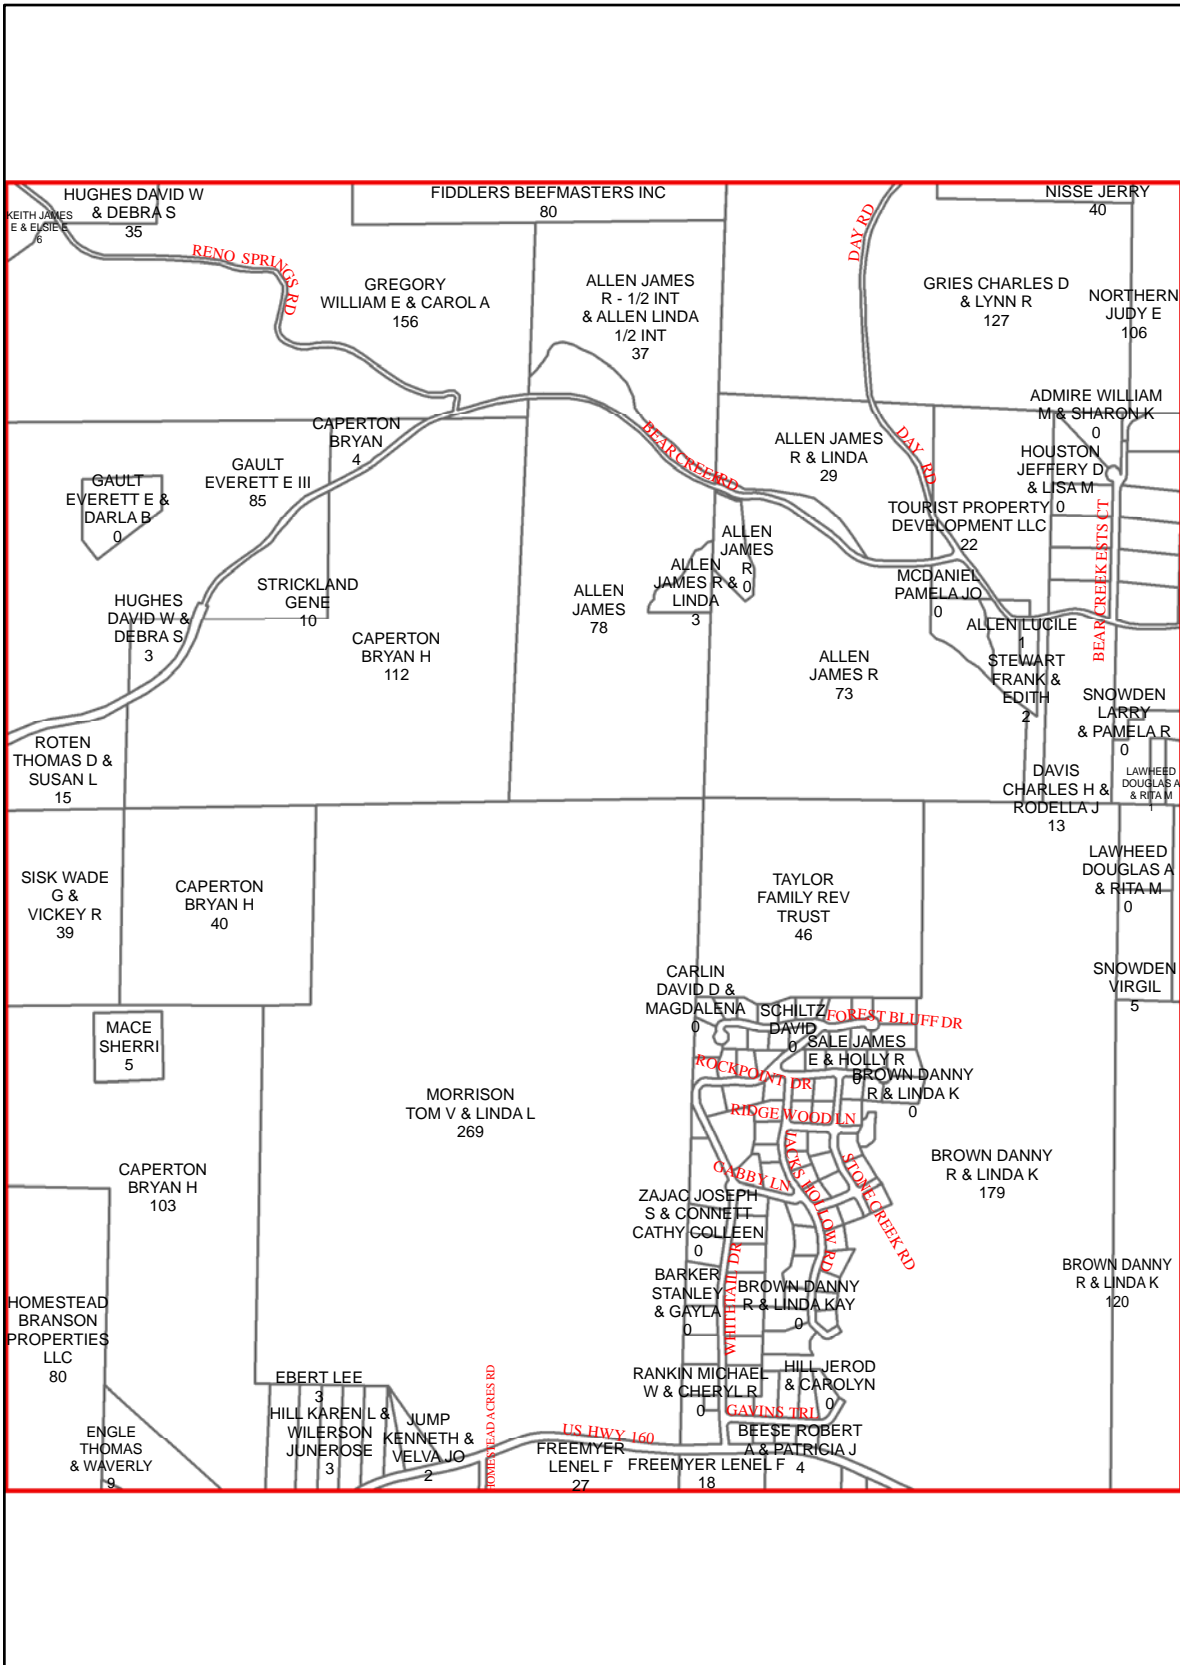 HUGHES DAVID W
& DEBRA S
35
KEITH JAMES
E & ELSIE E
6
RENO SPRINGS RD
FIDDLERS BEEFMASTERS INC
80
NISSE JERRY
40
DAY RD
GREGORY
WILLIAM E & CAROL A
156
ALLEN JAMES
R - 1/2 INT
& ALLEN LINDA
1/2 INT
37
GRIES CHARLES D
& LYNN R
127
NORTHERN
JUDY E
106
ADMIRE WILLIAM
M & SHARON K
0
CAPERTON
BRYAN
4
GAULT
EVERETT E III
85
GAULT
EVERETT E &
DARLA B
0
BEAR CREEK RD
ALLEN JAMES
R & LINDA
29
DAY RD
HOUSTON
JEFFERY D
& LISA M
0
TOURIST PROPERTY
DEVELOPMENT LLC
22
BEAR CREEK ESTS CT
ALLEN
JAMES
R
0
ALLEN
JAMES R &
LINDA
3
MCDANIEL
PAMELA JO
0
STRICKLAND
GENE
10
HUGHES
DAVID W &
DEBRA S
3
CAPERTON
BRYAN H
112
ALLEN
JAMES
78
ALLEN LUCILE
1
STEWART
FRANK &
EDITH
2
ALLEN
JAMES R
73
SNOWDEN
LARRY
& PAMELA R
0
ROTEN
THOMAS D &
SUSAN L
15
DAVIS
CHARLES H &
RODELLA J
13
LAWHEED
DOUGLAS A
& RITA M
1
SISK WADE
G &
VICKEY R
39
CAPERTON
BRYAN H
40
TAYLOR
FAMILY REV
TRUST
46
LAWHEED
DOUGLAS A
& RITA M
0
SNOWDEN
VIRGIL
5
CARLIN
DAVID D &
MAGDALENA
0
SCHILTZ
DAVID
0
FOREST BLUFF DR
SALE JAMES
E & HOLLY R
0
MACE
SHERRI
5
ROCKPOINT DR
BROWN DANNY
R & LINDA K
0
MORRISON
TOM V & LINDA L
269
RIDGEWOOD LN
JACKS HOLLOW RD
STONE CREEK RD
GABBY LN
BROWN DANNY
R & LINDA K
179
CAPERTON
BRYAN H
103
ZAJAC JOSEPH
S & CONNETT
CATHY COLLEEN
0
WHITETAIL DR
BARKER
STANLEY
& GAYLA
0
BROWN DANNY
R & LINDA KAY
0
BROWN DANNY
R & LINDA K
120
HOMESTEAD
BRANSON
PROPERTIES
LLC
80
EBERT LEE
3
RANKIN MICHAEL
W & CHERYL R
0
HILL JEROD
& CAROLYN
0
GAVINS TRL
HOMESTEAD ACRES RD
HILL KAREN L &
WILERSON
JUNEROSE
3
JUMP
KENNETH &
VELVA JO
2
US HWY 160
BEESE ROBERT
A & PATRICIA J
4
ENGLE
THOMAS
& WAVERLY
9
FREEMYER
LENEL F
27
FREEMYER LENEL F
18